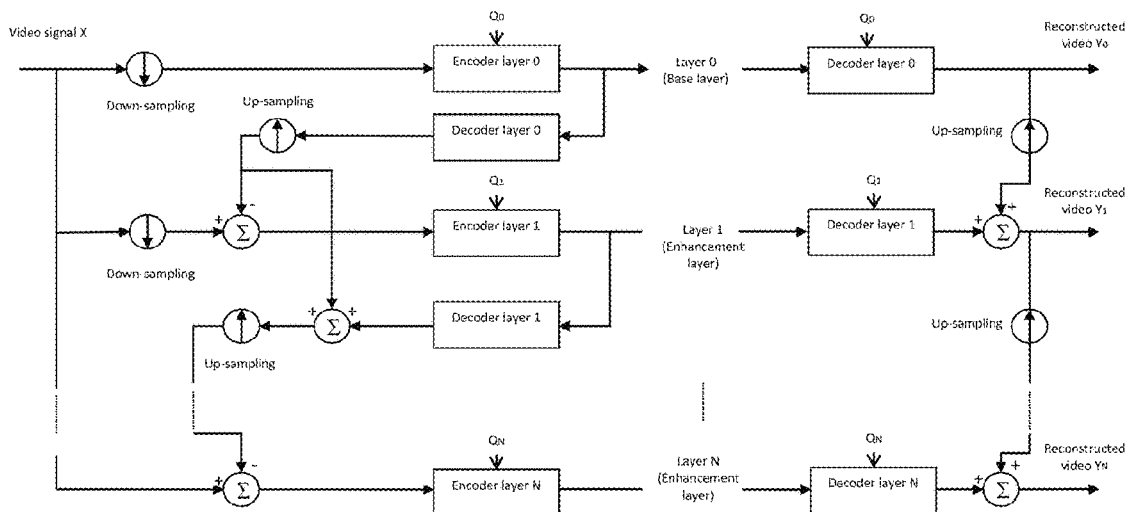 Video signal X
Down-sampling
Q0
Encoder layer 0
Layer 0
(Base layer)
Q0
Decoder layer 0
Reconstructed
video Y0
Up-sampling
Decoder layer 0
Up-sampling
Q1
Encoder layer 1
+
-
Σ
Down-sampling
Layer 1
(Enhancement
layer)
Q1
Decoder layer 1
+
+
Σ
Reconstructed
video Y1
Up-sampling
+
+
Σ
Decoder layer 1
Up-sampling
-
+
Σ
QN
Encoder layer N
Layer N
(Enhancement
layer)
QN
Decoder layer N
+
+
Σ
Reconstructed
video YN